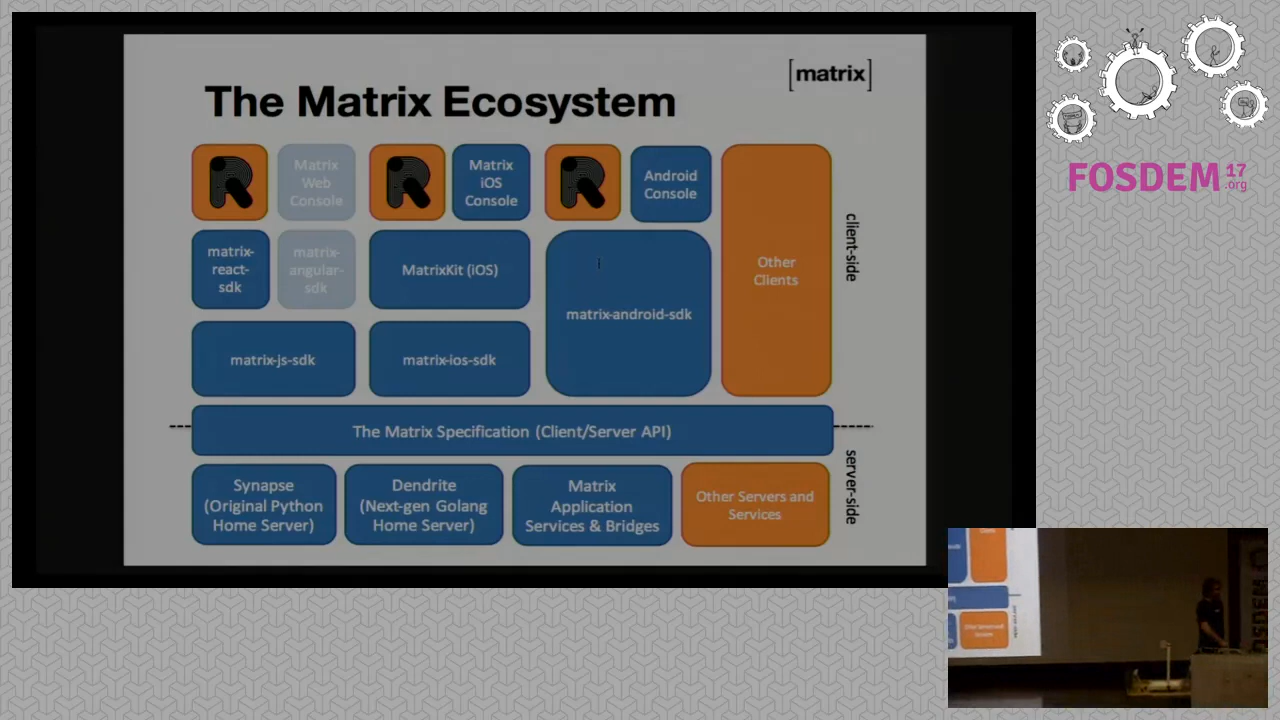 [matrix]
The Matrix Ecosystem
Matrix
Web
Console
Matrix
iOS
Console
Android
Console
matrix-
react-
sdk
matrix-
angular-
sdk
MatrixKit (iOS)
matrix-android-sdk
Other
Clients
client-side
matrix-js-sdk
matrix-ios-sdk
The Matrix Specification (Client/Server API)
Synapse
(Original Python
Home Server)
Dendrite
(Next-gen Golang
Home Server)
Matrix
Application
Services & Bridges
Other Servers and
Services
server-side
FOSDEM 17
.org